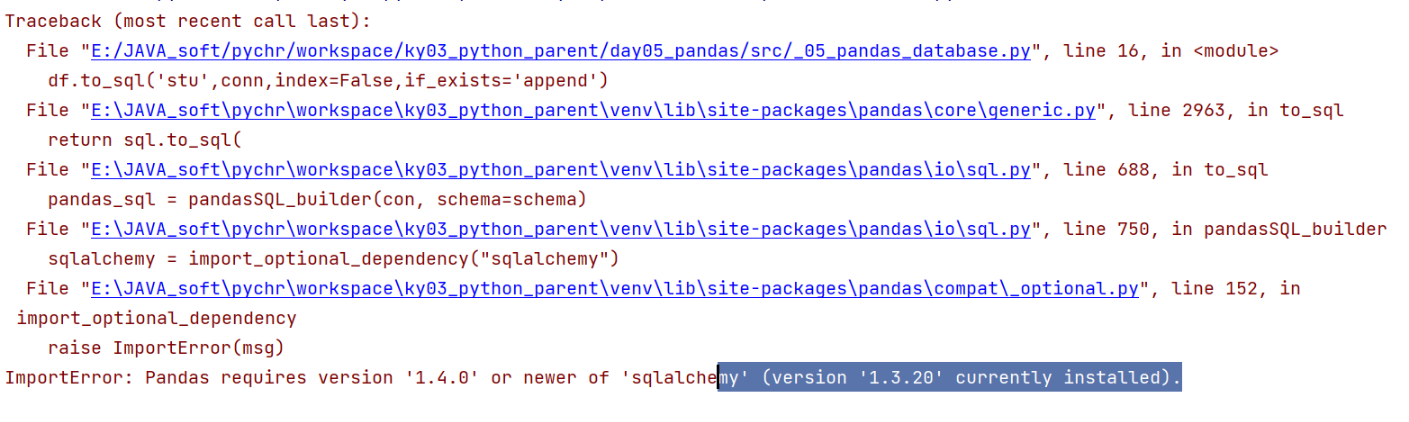 Traceback (most recent call last):
File "E:/JAVA_soft/pychr/workspace/ky03_python_parent/day05_pandas/src/_05_pandas_database.py", line 16, in <module>
df.to_sql('stu',conn,index=False,if_exists='append')
File "E:\JAVA_soft\pychr\workspace\ky03_python_parent\venv\lib\site-packages\pandas\core\generic.py", line 2963, in to_sql
return sql.to_sql(
File "E:\JAVA_soft\pychr\workspace\ky03_python_parent\venv\lib\site-packages\pandas\io\sql.py", line 688, in to_sql
pandas_sql = pandasSQL_builder(con, schema=schema)
File "E:\JAVA_soft\pychr\workspace\ky03_python_parent\venv\lib\site-packages\pandas\io\sql.py", line 750, in pandasSQL_builder
sqlalchemy = import_optional_dependency("sqlalchemy")
File "E:\JAVA_soft\pychr\workspace\ky03_python_parent\venv\lib\site-packages\pandas\compat\_optional.py", line 152, in
import_optional_dependency
raise ImportError(msg)
ImportError: Pandas requires version '1.4.0' or newer of 'sqlalchemy' (version '1.3.20' currently installed).